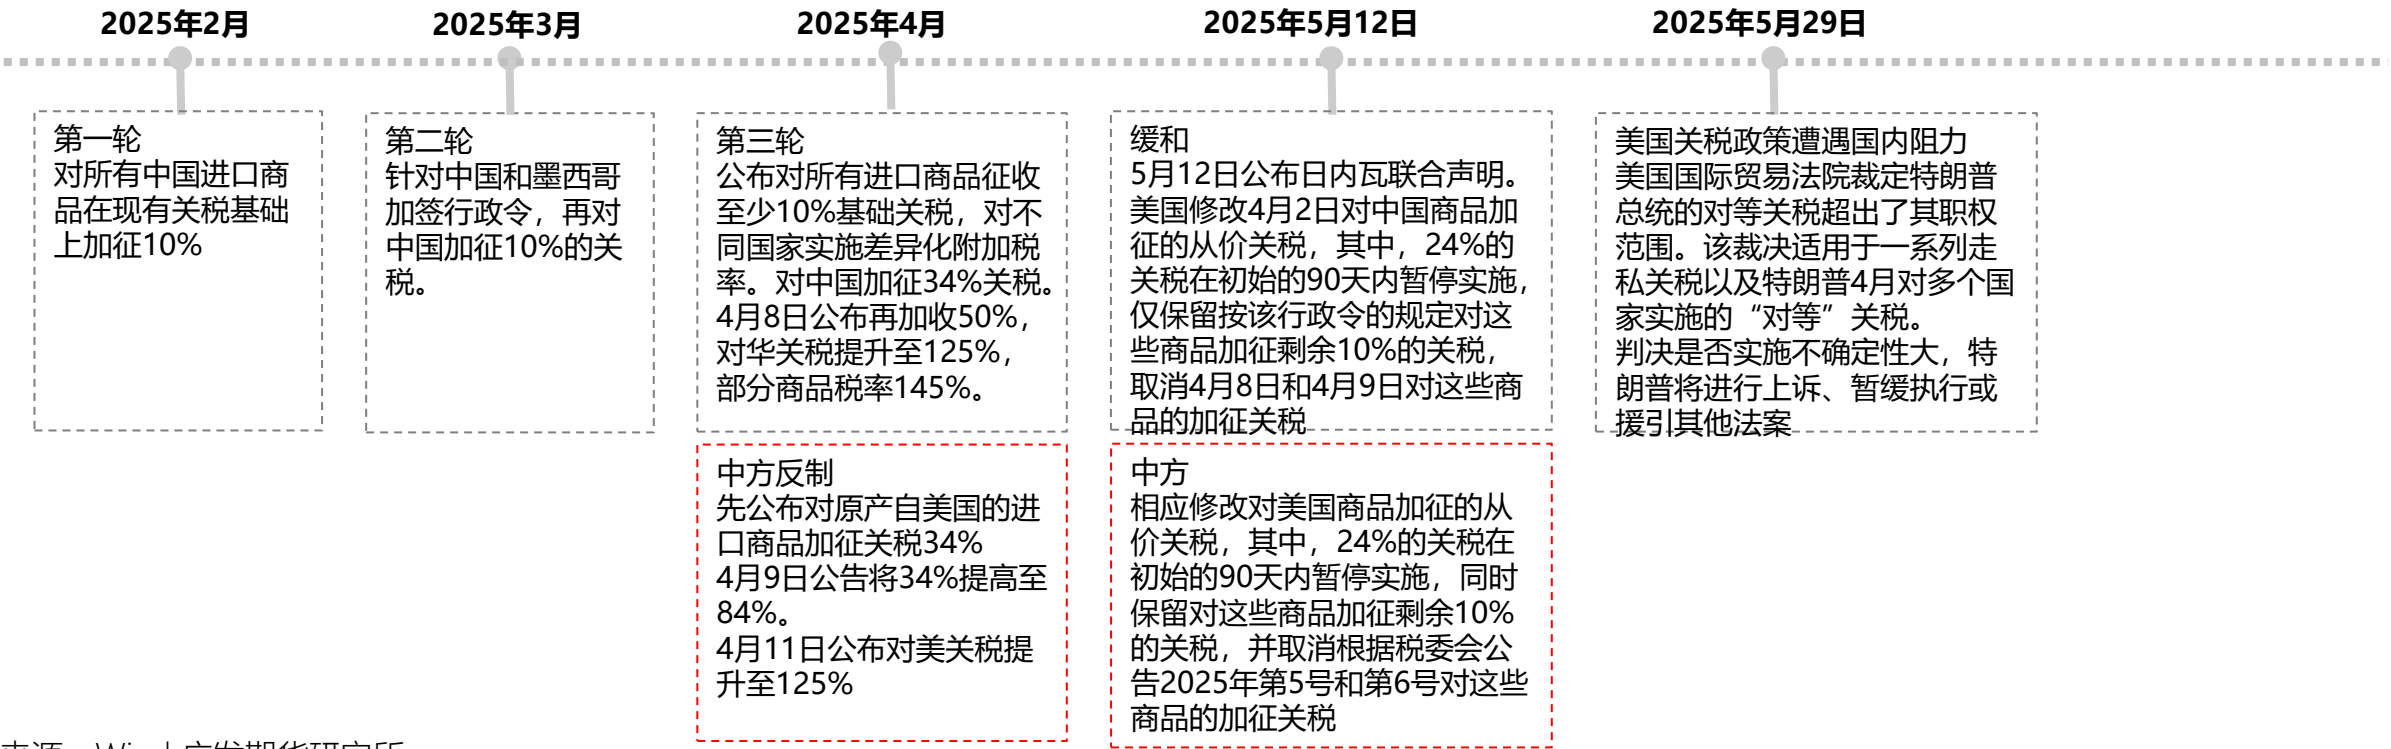 2025年2月
2025年3月
2025年4月
2025年5月12日
2025年5月29日
第一轮
对所有中国进口商
品在现有关税基础
上加征10%
第二轮
针对中国和墨西哥
加签行政令，再对
中国加征10%的关
税。
第三轮
公布对所有进口商品征收
至少10%基础关税，对不
同国家实施差异化附加税
率。对中国加征34%关税。
4月8日公布再加收50%，
对华关税提升至125%，
部分商品税率145%。
中方反制
先公布对原产自美国的进
口商品加征关税34%
4月9日公告将34%提高至
84%。
4月11日公布对美关税提
升至125%
缓和
5月12日公布日内瓦联合声明。
美国修改4月2日对中国商品加
征的从价关税，其中，24%的
关税在初始的90天内暂停实施，
仅保留按该行政令的规定对这
些商品加征剩余10%的关税，
取消4月8日和4月9日对这些商
品的加征关税
中方
相应修改对美国商品加征的从
价关税，其中，24%的关税在
初始的90天内暂停实施，同时
保留对这些商品加征剩余10%
的关税，并取消根据税委会公
告2025年第5号和第6号对这些
商品的加征关税
美国关税政策遭遇国内阻力
美国国际贸易法院裁定特朗普
总统的对等关税超出了其职权
范围。该裁决适用于一系列走
私关税以及特朗普4月对多个国
家实施的“对等”关税。
判决是否实施不确定性大，特
朗普将进行上诉、暂缓执行或
援引其他法案